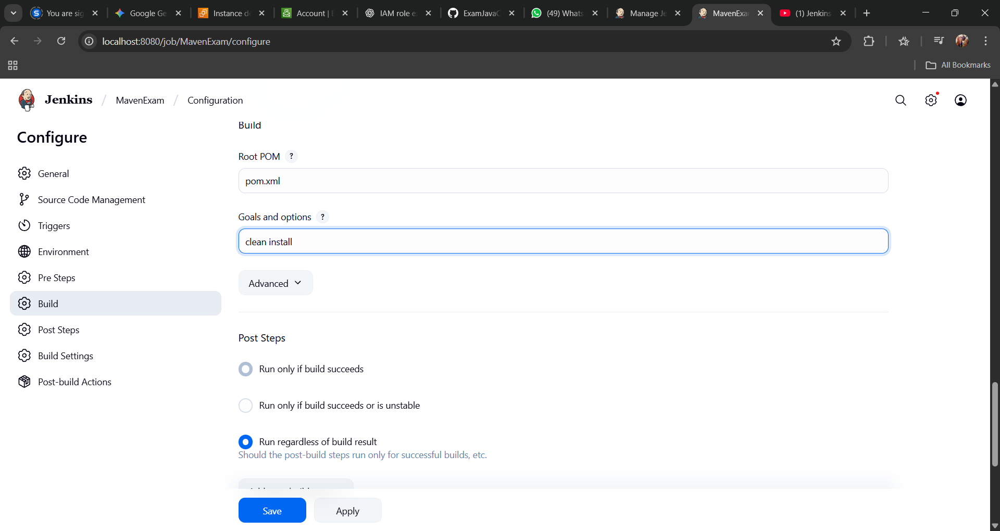 You are sig
Google Ge
Instance de
Account | E
IAM role e
ExamJavaC
(49) Whats
Manage Je
MavenExam
(1) Jenkins
localhost:8080/job/MavenExam/configure
All Bookmarks
Jenkins / MavenExam / Configuration
Configure
General
Source Code Management
Triggers
Environment
Pre Steps
Build
Post Steps
Build Settings
Post-build Actions
Build
Root POM ?
pom.xml
Goals and options ?
clean install
Advanced
Post Steps
Run only if build succeeds
Run only if build succeeds or is unstable
Run regardless of build result
Should the post-build steps run only for successful builds, etc.
Save
Apply